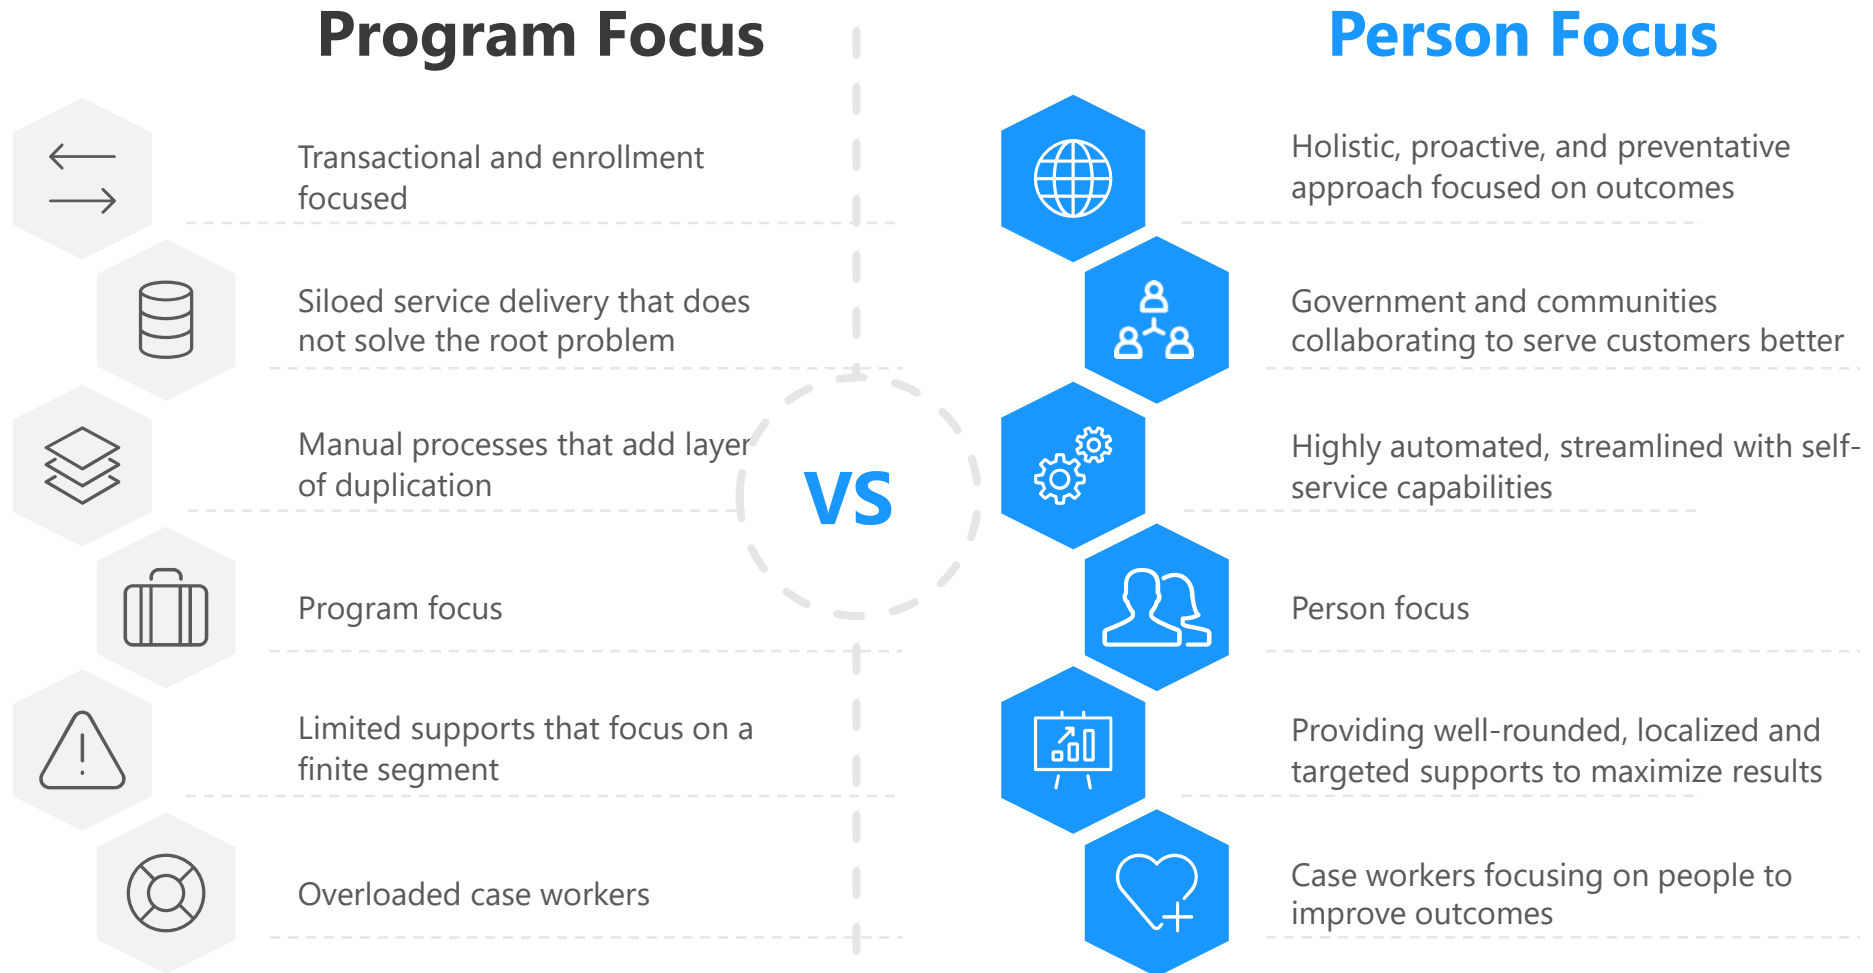 Program Focus
Transactional and enrollment
focused
Siloed service delivery that does
not solve the root problem
Manual processes that add layer
of duplication
Program focus
Limited supports that focus on a
finite segment
Overloaded case workers
VS
Person Focus
Holistic, proactive, and preventative
approach focused on outcomes
Government and communities
collaborating to serve customers better
Highly automated, streamlined with self-
service capabilities
Person focus
Providing well-rounded, localized and
targeted supports to maximize results
Case workers focusing on people to
improve outcomes